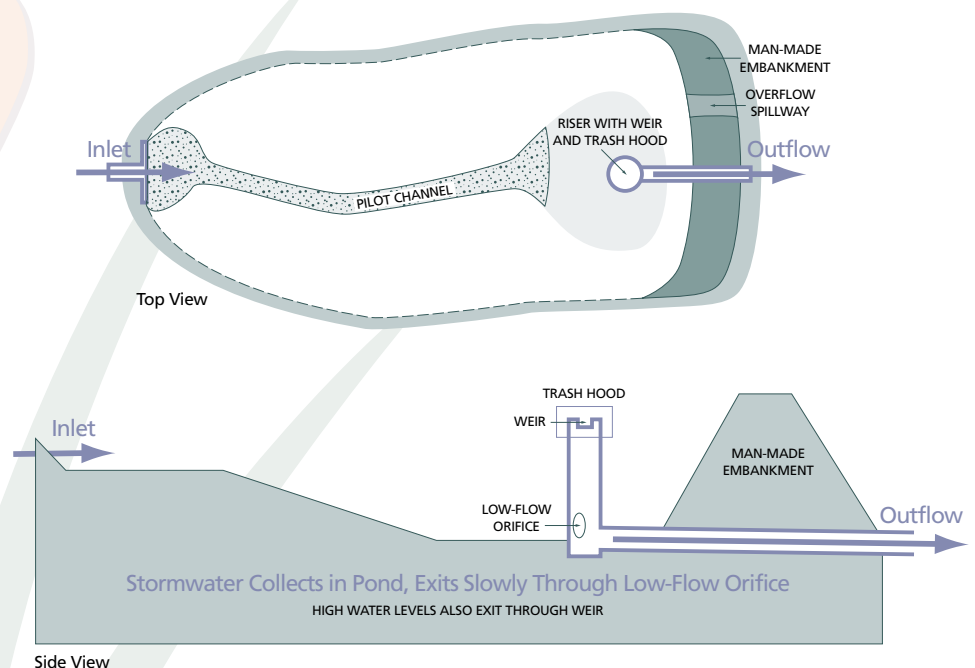 MAN-MADE
EMBANKMENT
OVERFLOW
SPILLWAY
RISER WITH WEIR
AND TRASH HOOD
Inlet
Outflow
PILOT CHANNEL
Top View
TRASH HOOD
WEIR
Inlet
MAN-MADE
EMBANKMENT
LOW-FLOW
ORIFICE
Outflow
Stormwater Collects in Pond, Exits Slowly Through Low-Flow Orifice
HIGH WATER LEVELS ALSO EXIT THROUGH WEIR
Side View